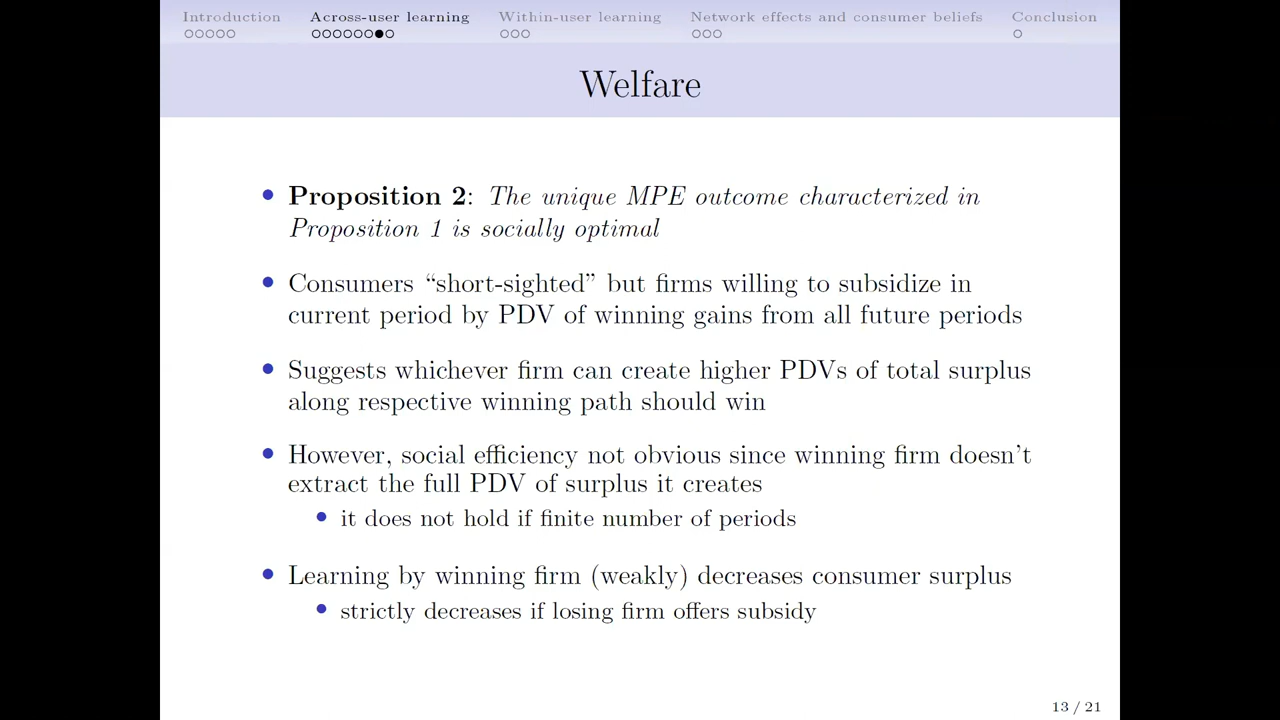 Introduction Across-user learning Within-user learning Network effects and consumer beliefs Conclusion
Welfare
• Proposition 2: The unique MPE outcome characterized in
Proposition 1 is socially optimal
• Consumers “short-sighted” but firms willing to subsidize in
current period by PDV of winning gains from all future periods
• Suggests whichever firm can create higher PDVs of total surplus
along respective winning path should win
• However, social efficiency not obvious since winning firm doesn’t
extract the full PDV of surplus it creates
• it does not hold if finite number of periods
• Learning by winning firm (weakly) decreases consumer surplus
• strictly decreases if losing firm offers subsidy
13 / 21